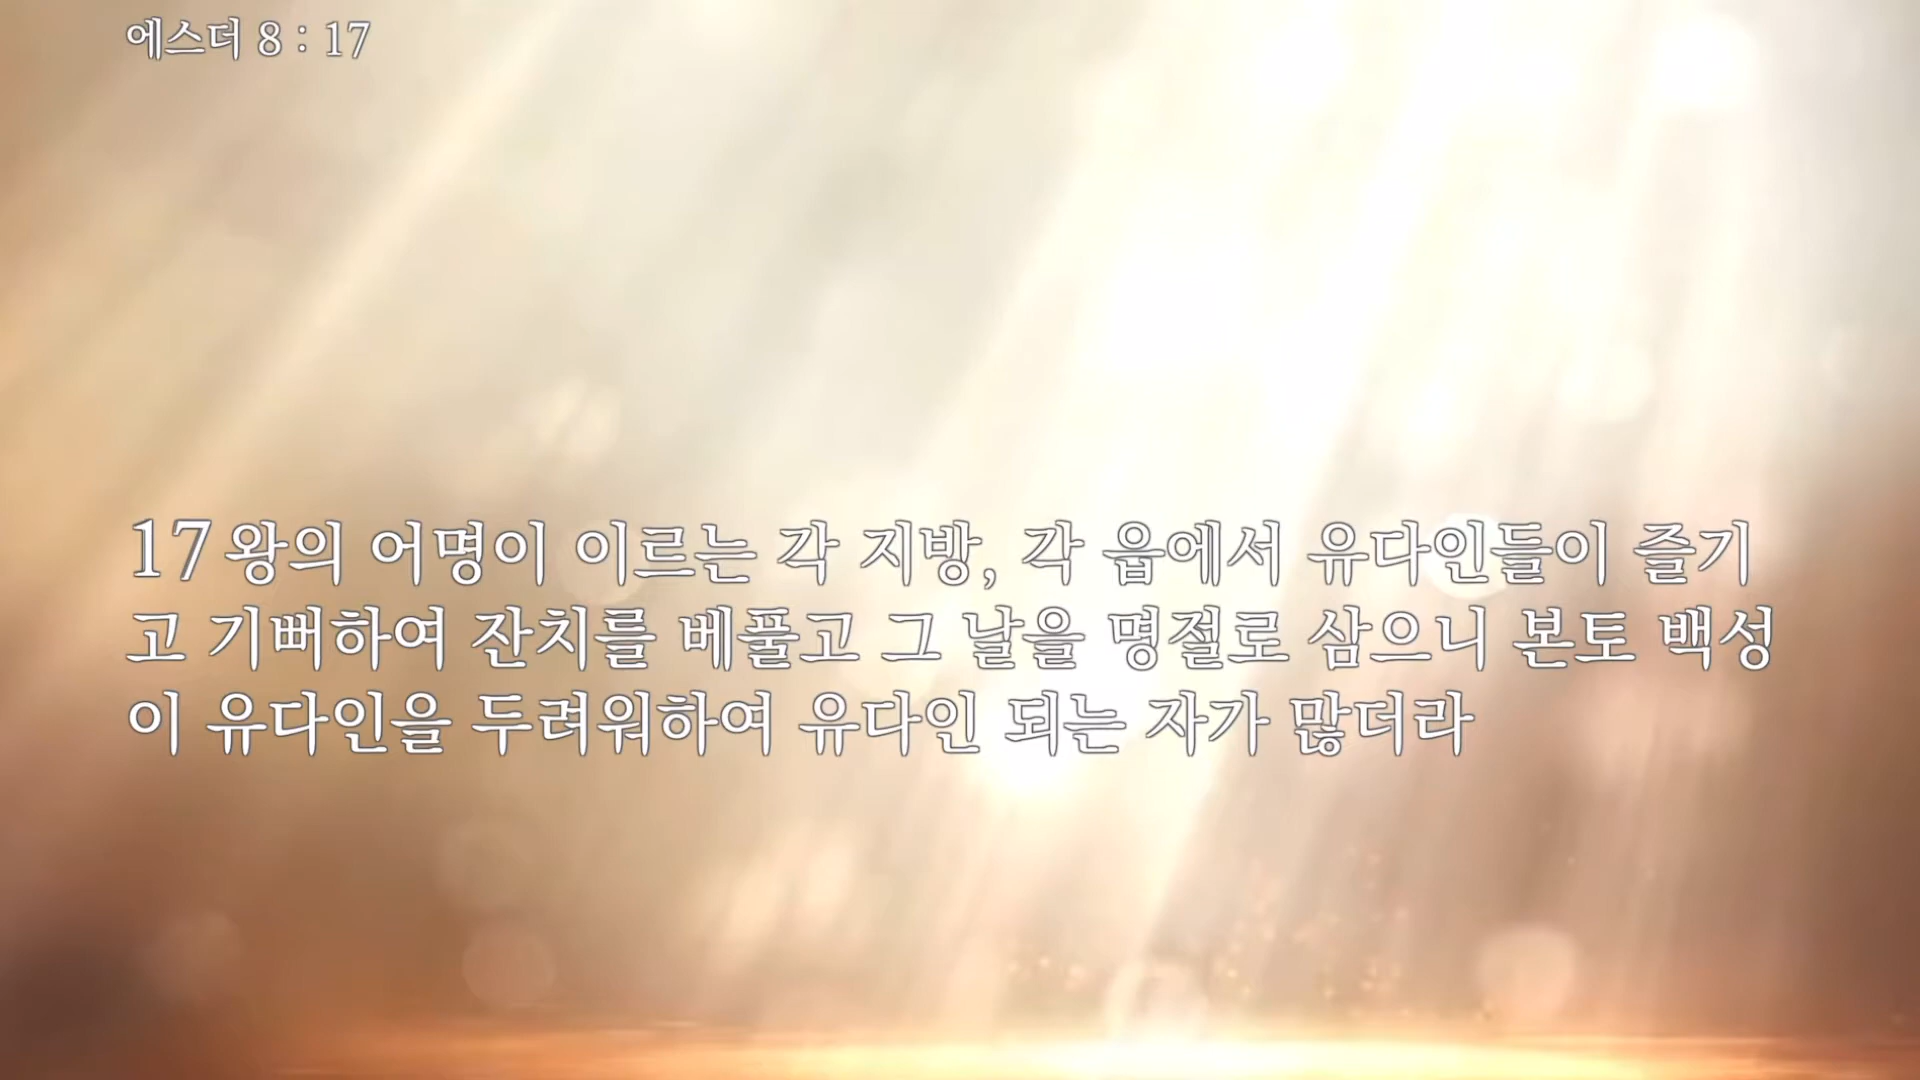 에스더 8 : 17
17 왕의 어명이 이르는 각 지방, 각 읍에서 유다인들이 즐기
고 기뻐하여 잔치를 베풀고 그 날을 명절로 삼으니 본토 백성
이 유다인을 두려워하여 유다인 되는 자가 많더라